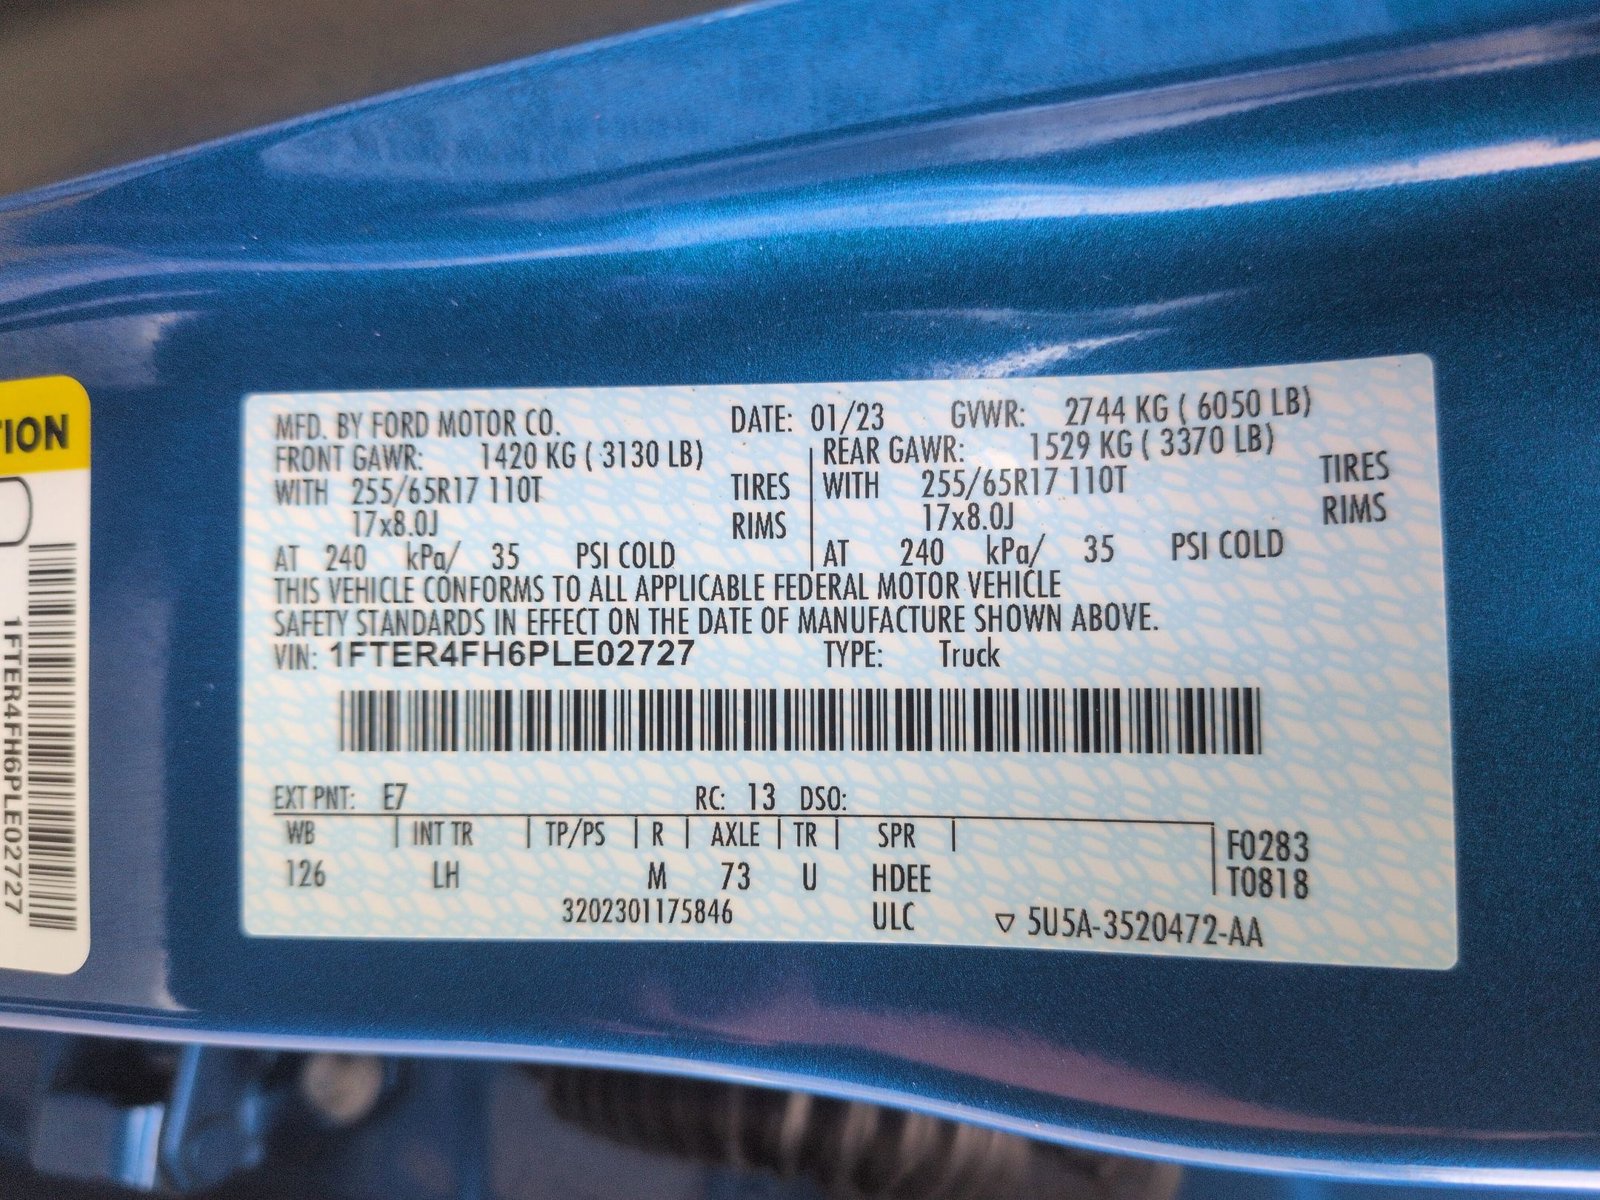 TION
1FTER4FH6PLE02727
MFD. BY FORD MOTOR CO. DATE: 01/23 GVWR: 2744 KG ( 6050 LB)
FRONT GAWR: 1420 KG ( 3130 LB) REAR GAWR: 1529 KG ( 3370 LB)
WITH 255/65R17 110T TIRES WITH 255/65R17 110T TIRES
17x8.0J RIMS 17x8.0J RIMS
AT 240 kPa/ 35 PSI COLD AT 240 kPa/ 35 PSI COLD
THIS VEHICLE CONFORMS TO ALL APPLICABLE FEDERAL MOTOR VEHICLE
SAFETY STANDARDS IN EFFECT ON THE DATE OF MANUFACTURE SHOWN ABOVE.
VIN: 1FTER4FH6PLE02727 TYPE: Truck
EXT PNT: E7 RC: 13 DSO:
WB INT TR TP/PS R AXLE TR SPR F0283
126 LH M 73 U HDEE T0818
3202301175846 ULC ▽ 5U5A-3520472-AA